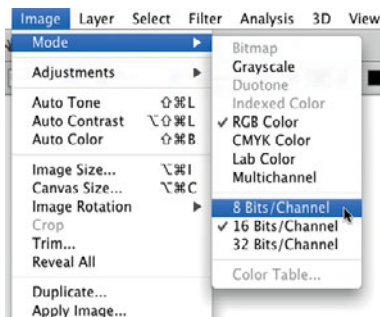 Image Layer Select Filter Analysis 3D View
Mode
Adjustments
Auto Tone ⇧⌘L
Auto Contrast ⌥⇧⌘L
Auto Color ⇧⌘B
Image Size... ⌥⌘I
Canvas Size... ⌥⌘C
Image Rotation
Crop
Trim...
Reveal All
Duplicate...
Apply Image...
Bitmap
Grayscale
Duotone
Indexed Color
✓ RGB Color
CMYK Color
Lab Color
Multichannel
8 Bits/Channel
✓ 16 Bits/Channel
32 Bits/Channel
Color Table...